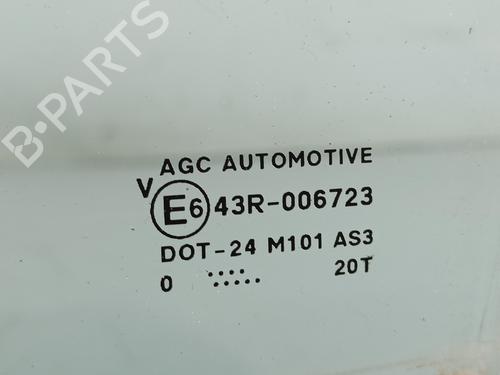 B-PARTS
AGC AUTOMOTIVE
V E6 43R-006723
DOT-24 M101 AS3
0 20T